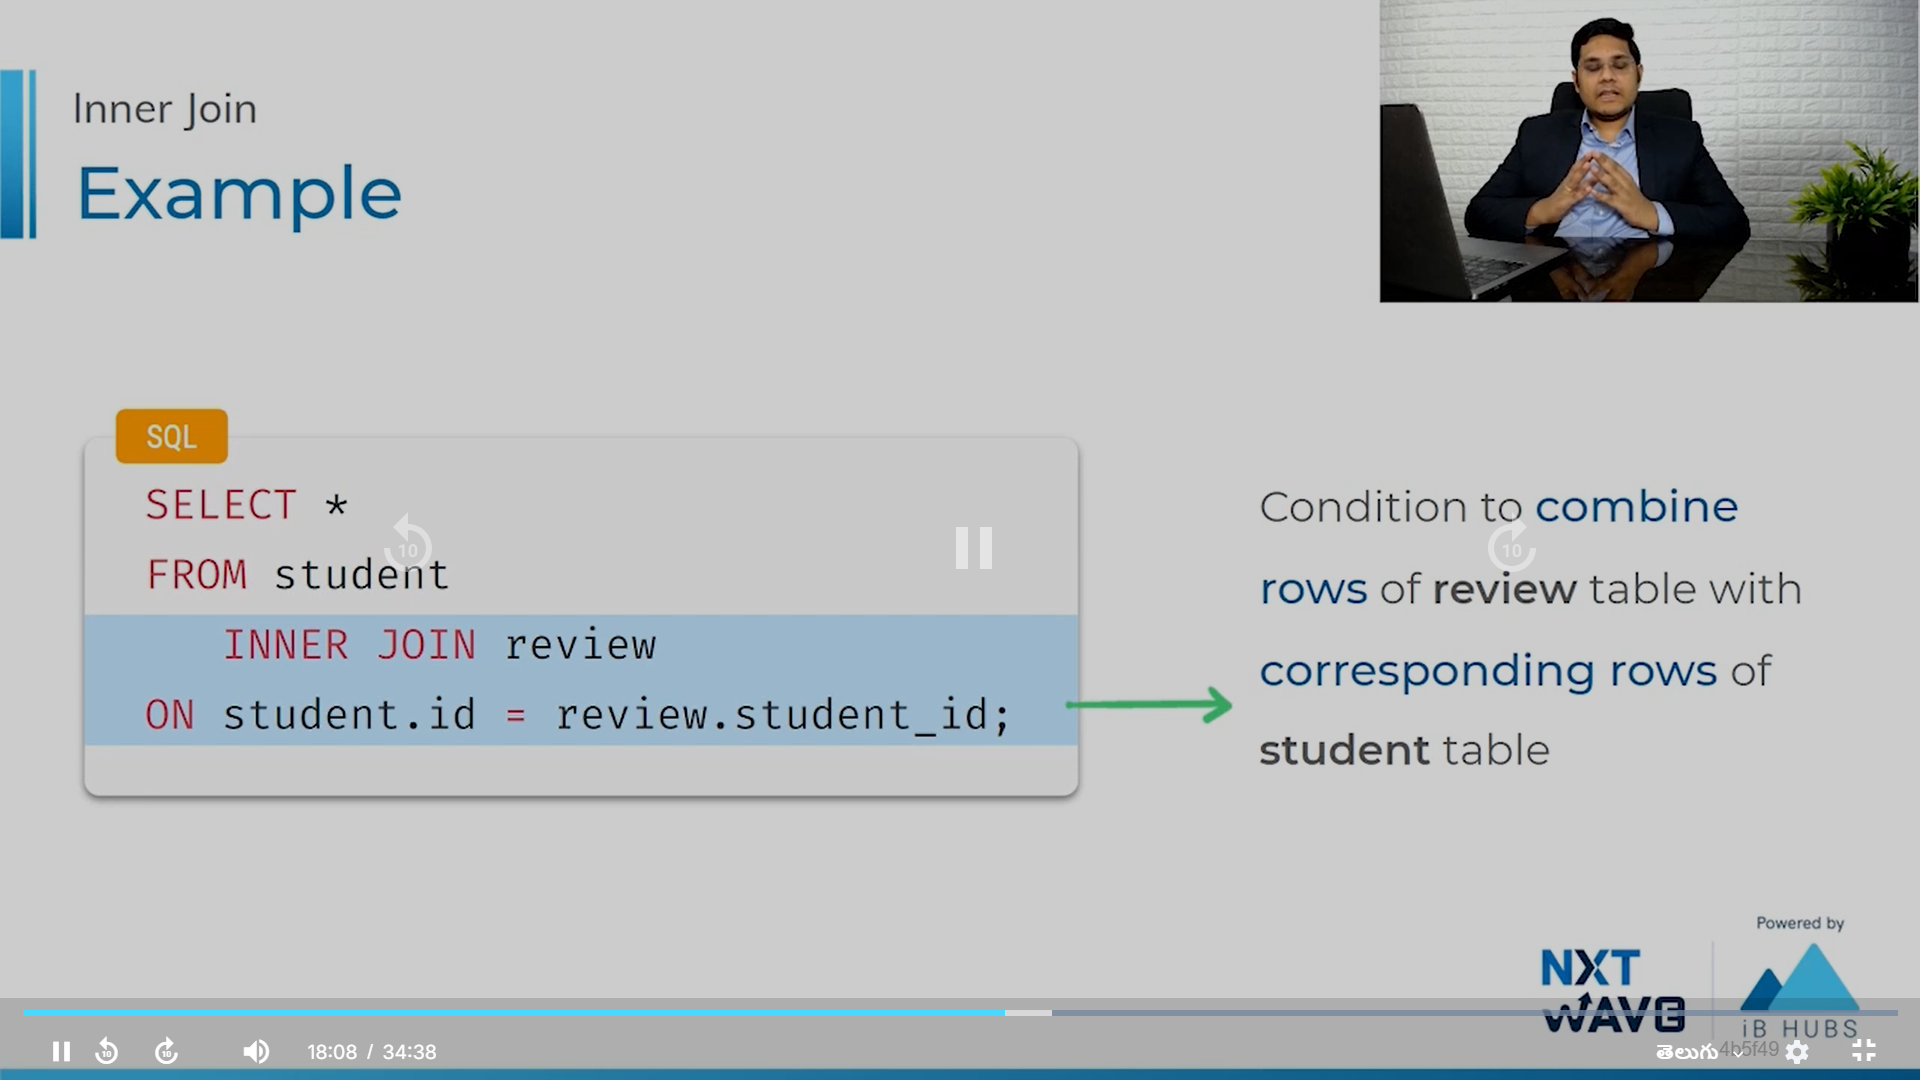 Inner Join
Example
SQL
SELECT *
FROM student
INNER JOIN review
ON student.id = review.student_id;
Condition to combine
rows of review table with
corresponding rows of
student table
10
10
Powered by
NXT
WAVE
iB HUBS
10
10
18:08 / 34:38
తెలుగు
4b5f49